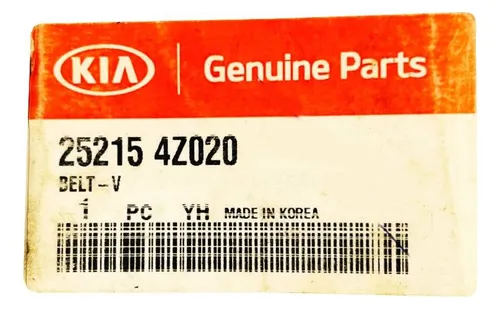 KIA Genuine Parts
25215 4Z020
BELT-V
1 PC YH MADE IN KOREA